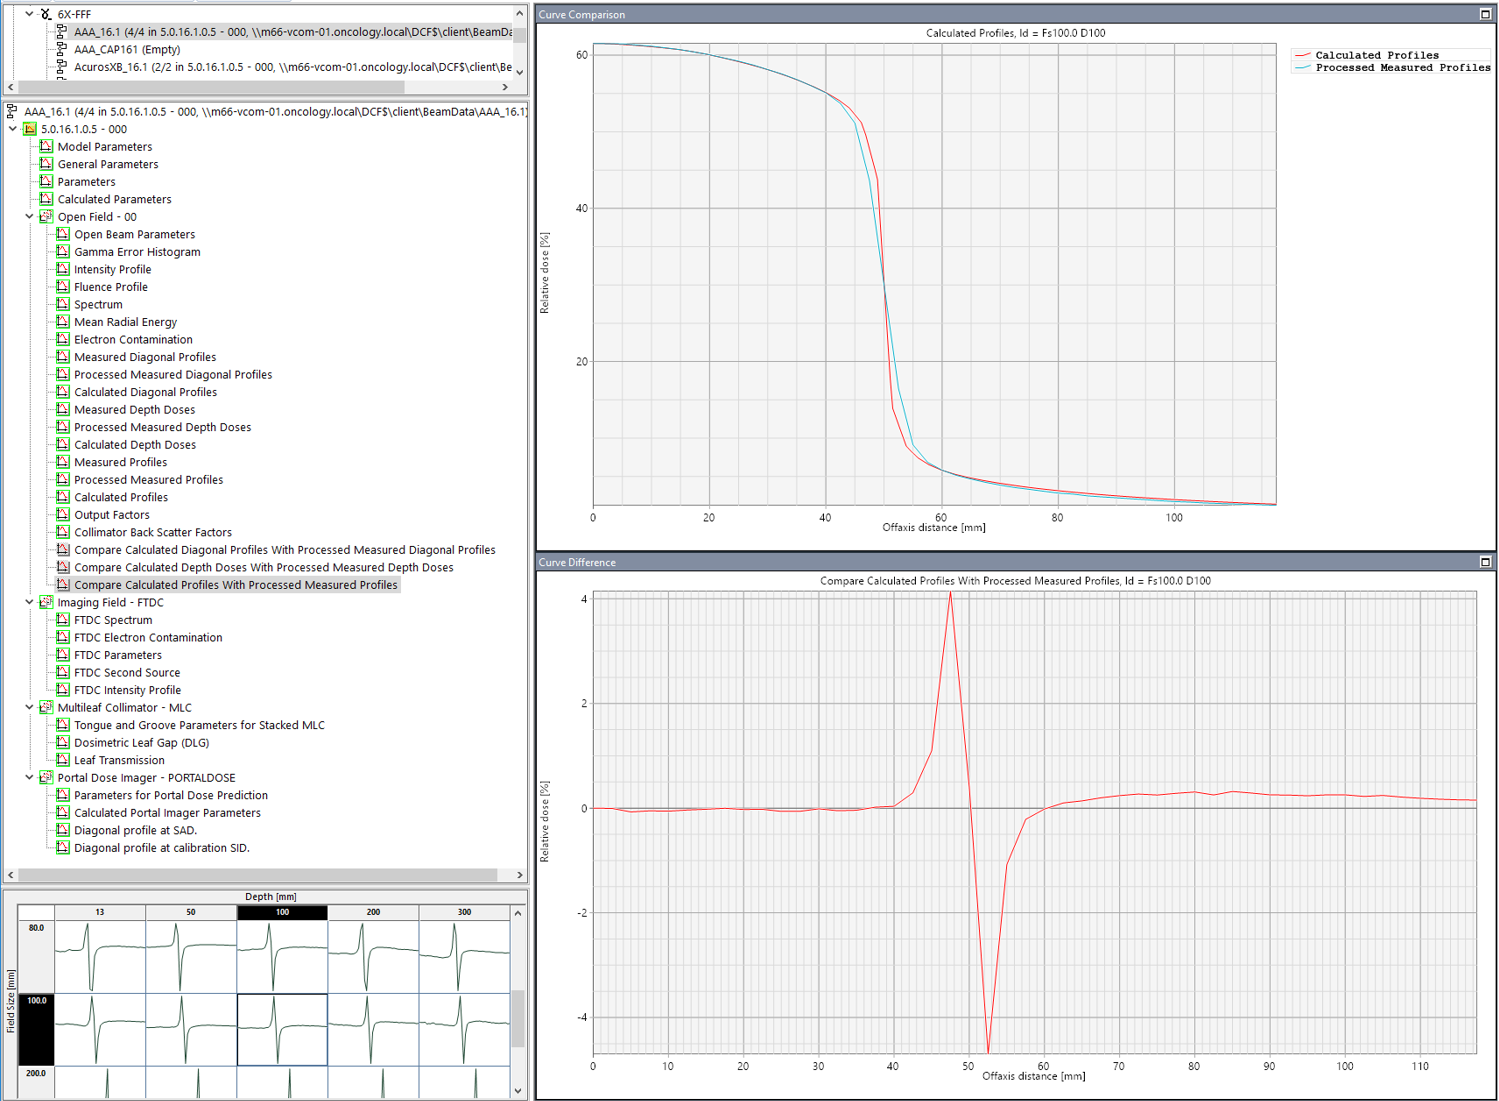 6X-FFF
AAA_16.1 (4/4 in 5.0.16.1.0.5 - 000, \\m66-vcom-01.oncology.local\DCF$\client\BeamDa
AAA_CAP161 (Empty)
AcurosXB_16.1 (2/2 in 5.0.16.1.0.5 - 000, \\m66-vcom-01.oncology.local\DCF$\client\Be
AAA_16.1 (4/4 in 5.0.16.1.0.5 - 000, \\m66-vcom-01.oncology.local\DCF$\client\BeamData\AAA_16.1)
5.0.16.1.0.5 - 000
Model Parameters
General Parameters
Parameters
Calculated Parameters
Open Field - 00
Open Beam Parameters
Gamma Error Histogram
Intensity Profile
Fluence Profile
Spectrum
Mean Radial Energy
Electron Contamination
Measured Diagonal Profiles
Processed Measured Diagonal Profiles
Calculated Diagonal Profiles
Measured Depth Doses
Processed Measured Depth Doses
Calculated Depth Doses
Measured Profiles
Processed Measured Profiles
Calculated Profiles
Output Factors
Collimator Back Scatter Factors
Compare Calculated Diagonal Profiles With Processed Measured Diagonal Profiles
Compare Calculated Depth Doses With Processed Measured Depth Doses
Compare Calculated Profiles With Processed Measured Profiles
Imaging Field - FTDC
FTDC Spectrum
FTDC Electron Contamination
FTDC Parameters
FTDC Second Source
FTDC Intensity Profile
Multileaf Collimator - MLC
Tongue and Groove Parameters for Stacked MLC
Dosimetric Leaf Gap (DLG)
Leaf Transmission
Portal Dose Imager - PORTALDOSE
Parameters for Portal Dose Prediction
Calculated Portal Imager Parameters
Diagonal profile at SAD.
Diagonal profile at calibration SID.
Depth [mm]
13 50 100 200 300
Field Size [mm]
80.0
100.0
200.0
Curve Comparison
Calculated Profiles, Id = Fs100.0 D100
Calculated Profiles
Processed Measured Profiles
Relative dose [%]
60
40
20
0 20 40 60 80 100
Offaxis distance [mm]
Curve Difference
Compare Calculated Profiles With Processed Measured Profiles, Id = Fs100.0 D100
Relative dose [%]
4
2
0
-2
-4
0 10 20 30 40 50 60 70 80 90 100 110
Offaxis distance [mm]